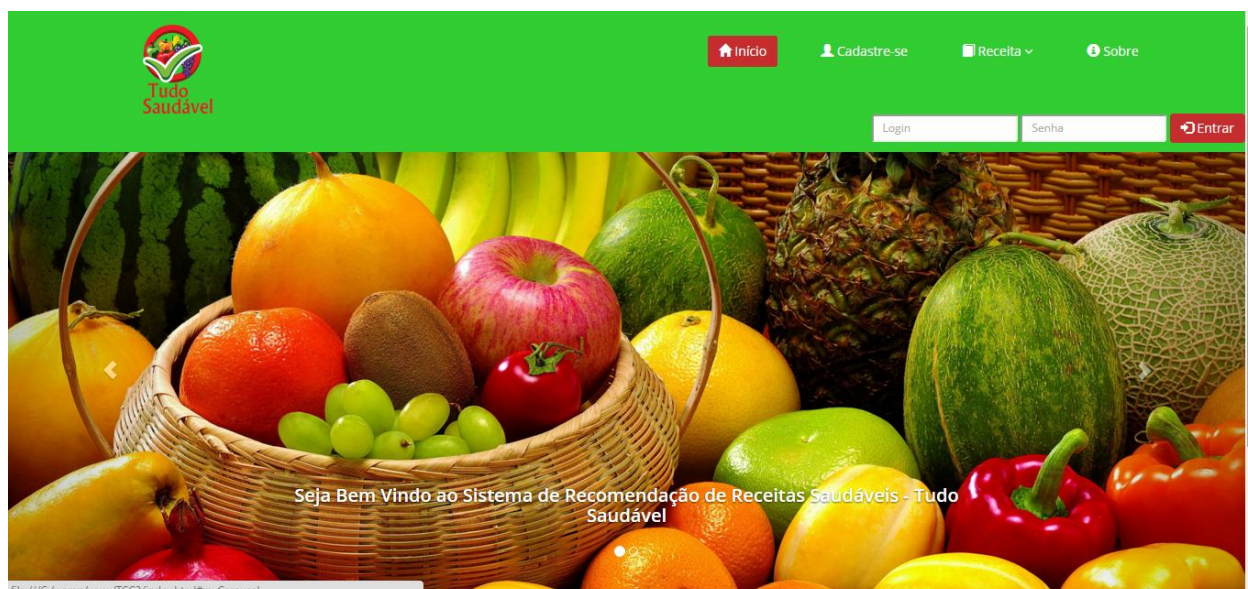 Tudo
Saudável
Início
Cadastre-se
Receita
Sobre
Login
Senha
Entrar
Seja Bem Vindo ao Sistema de Recomendação de Receitas Saudáveis - Tudo
Saudável